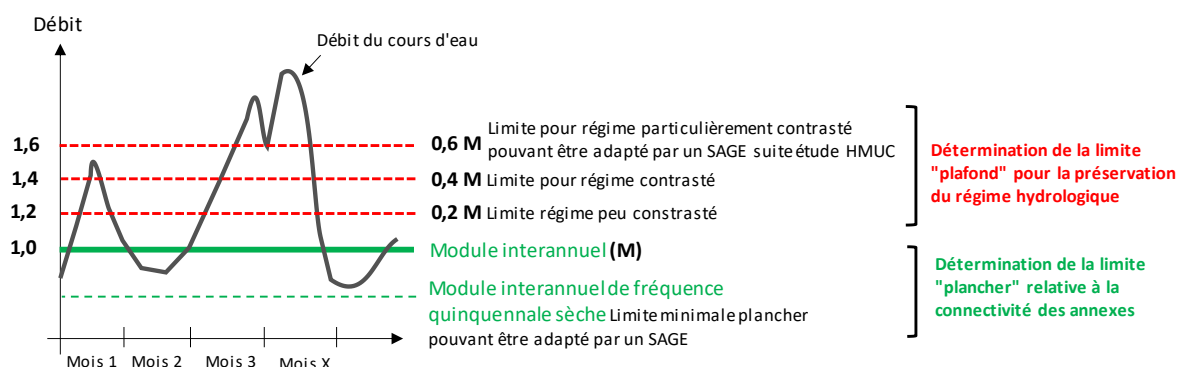 Débit
Débit du cours d'eau
1,6
0,6 M Limite pour régime particulièrement contrasté
pouvant être adapté par un SAGE suite étude HMUC
1,4
0,4 M Limite pour régime contrasté
1,2
0,2 M Limite régime peu constrasté
Détermination de la limite
"plafond" pour la préservation
du régime hydrologique
1,0
Module interannuel (M)
Module interannuel de fréquence
quinquennale sèche Limite minimale plancher
pouvant être adapté par un SAGE
Détermination de la limite
"plancher" relative à la
connectivité des annexes
Mois 1 Mois 2 Mois 3 Mois X